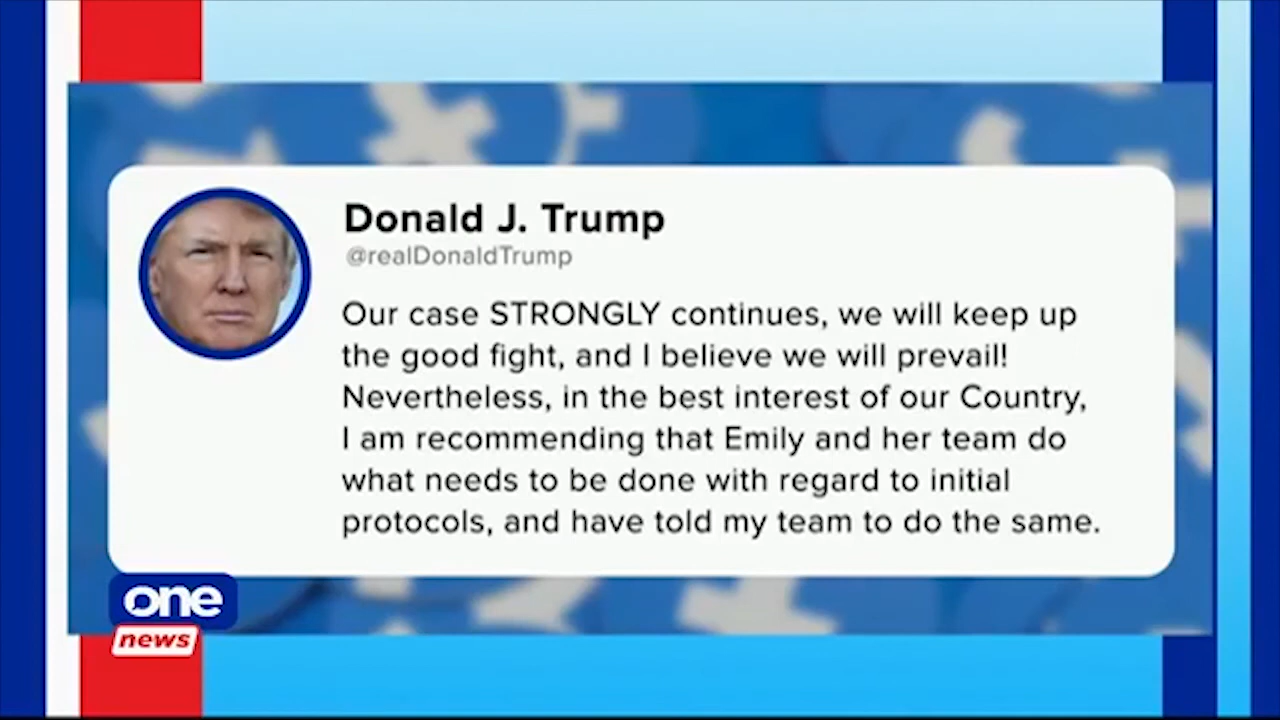 Donald J. Trump
@realDonaldTrump
Our case STRONGLY continues, we will keep up
the good fight, and I believe we will prevail!
Nevertheless, in the best interest of our Country,
I am recommending that Emily and her team do
what needs to be done with regard to initial
protocols, and have told my team to do the same.
one
news